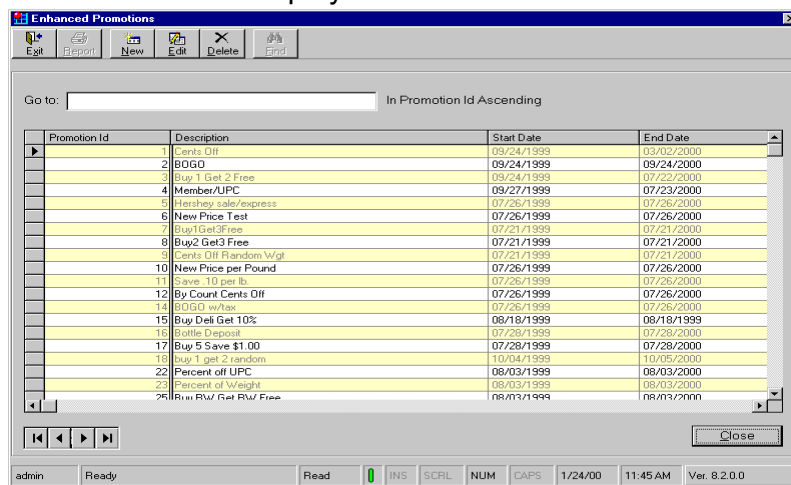 Enhanced Promotions
Exit Report New Edit Delete Find
Go to: In Promotion Id Ascending
Promotion Id Description Start Date End Date
1 Cents Off 09/24/1999 03/02/2000
2 BOGO 09/24/1999 09/24/2000
3 Buy 1 Get 2 Free 09/24/1999 07/22/2000
4 Member/UPC 09/27/1999 07/23/2000
5 Hershey sale/express 07/26/1999 07/26/2000
6 New Price Test 07/26/1999 07/26/2000
7 Buy1Get3Free 07/21/1999 07/21/2000
8 Buy2 Get3 Free 07/21/1999 07/21/2000
9 Cents Off Random Wgt 07/21/1999 07/21/2000
10 New Price per Pound 07/26/1999 07/26/2000
11 Save .10 per lb. 07/26/1999 07/26/2000
12 By Count Cents Off 07/26/1999 07/26/2000
14 BOGO w/tax 07/26/1999 07/26/2000
15 Buy Deli Get 10% 08/18/1999 08/18/1999
16 Bottle Deposit 07/28/1999 07/28/2000
17 Buy 5 Save $1.00 07/28/1999 07/28/2000
18 buy 1 get 2 random 10/04/1999 10/05/2000
22 Percent off UPC 08/03/1999 08/03/2000
23 Percent of Weight 08/03/1999 08/03/2000
25 Buy BW Get BW Free 08/03/1999 08/03/2000
Close
admin Ready Read INS SCRL NUM CAPS 1/24/00 11:45 AM Ver. 8.2.0.0